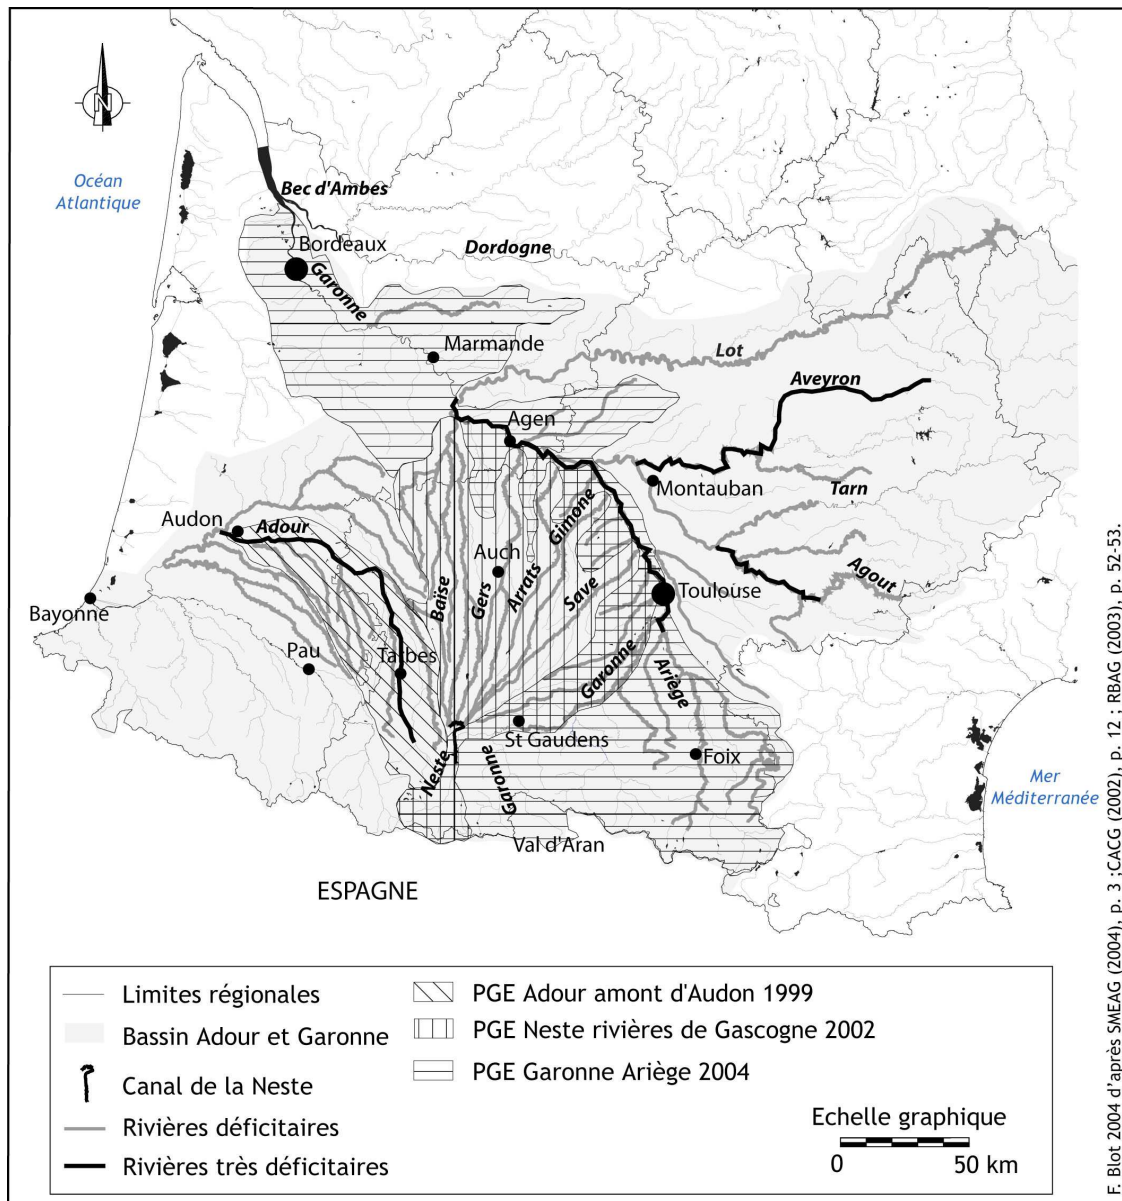 N
Océan
Atlantique
Bec d'Ambès
Bordeaux
Dordogne
Garonne
Marmande
Lot
Aveyron
Agen
Montauban
Tarn
Gimone
Audon
Adour
Auch
Arrats
Save
Baïse
Gers
Toulouse
Agout
Bayonne
Pau
Tarbes
Garonne
Ariège
St Gaudens
Foix
Neste
Garonne
Val d'Aran
Mer
Méditerranée
ESPAGNE
Limites régionales
Bassin Adour et Garonne
Canal de la Neste
Rivières déficitaires
Rivières très déficitaires
PGE Adour amont d'Audon 1999
PGE Neste rivières de Gascogne 2002
PGE Garonne Ariège 2004
Echelle graphique
0 50 km
F. Blot 2004 d'après SMEAG (2004), p. 3 ;CACG (2002), p. 12 ; RBAG (2003), p. 52-53.